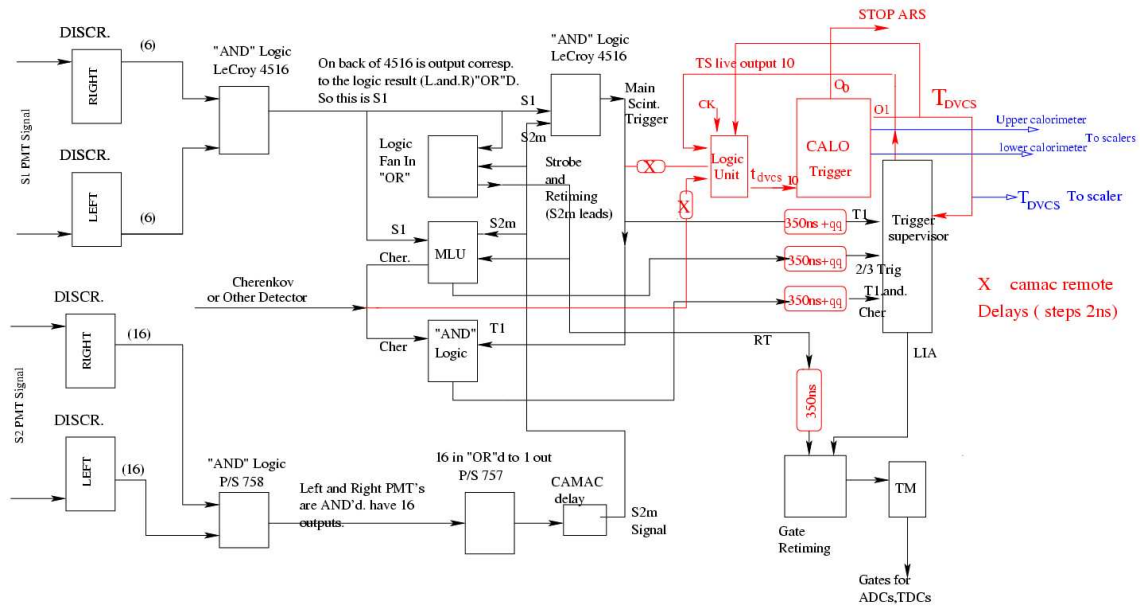 DISCR.
(6)
"AND" Logic
LeCroy 4516
RIGHT
S1 PMT Signal
DISCR.
LEFT
(6)
On back of 4516 is output corresp.
to the logic result (L.and.R)"OR"D.
So this is S1
"AND" Logic
LeCroy 4516
S1
S2m
Main
Scint.
Trigger
Logic
Fan In
"OR"
Strobe
and
Retiming
(S2m leads)
STOP ARS
TS live output 10
O0
O1
TDVCS
CK
Logic
Unit
tdvcs
10
CALO
Trigger
Upper calorimeter
To scalers
lower calorimeter
TDVCS To scaler
X
X
S1
S2m
Cher.
MLU
350ns+qq
T1
Trigger
supervisor
350ns+qq
2/3 Trig
350ns+qq
T1.and.
Cher
X camac remote
Delays ( steps 2ns)
Cherenkov
or Other Detector
Cher
"AND"
Logic
T1
RT
LIA
350ns
DISCR.
(16)
RIGHT
S2 PMT Signal
DISCR.
LEFT
(16)
"AND" Logic
P/S 758
Left and Right PMT's
are AND'd. have 16
outputs.
16 in "OR"d to 1 out
P/S 757
CAMAC
delay
S2m
Signal
Gate
Retiming
TM
Gates for
ADCs,TDCs